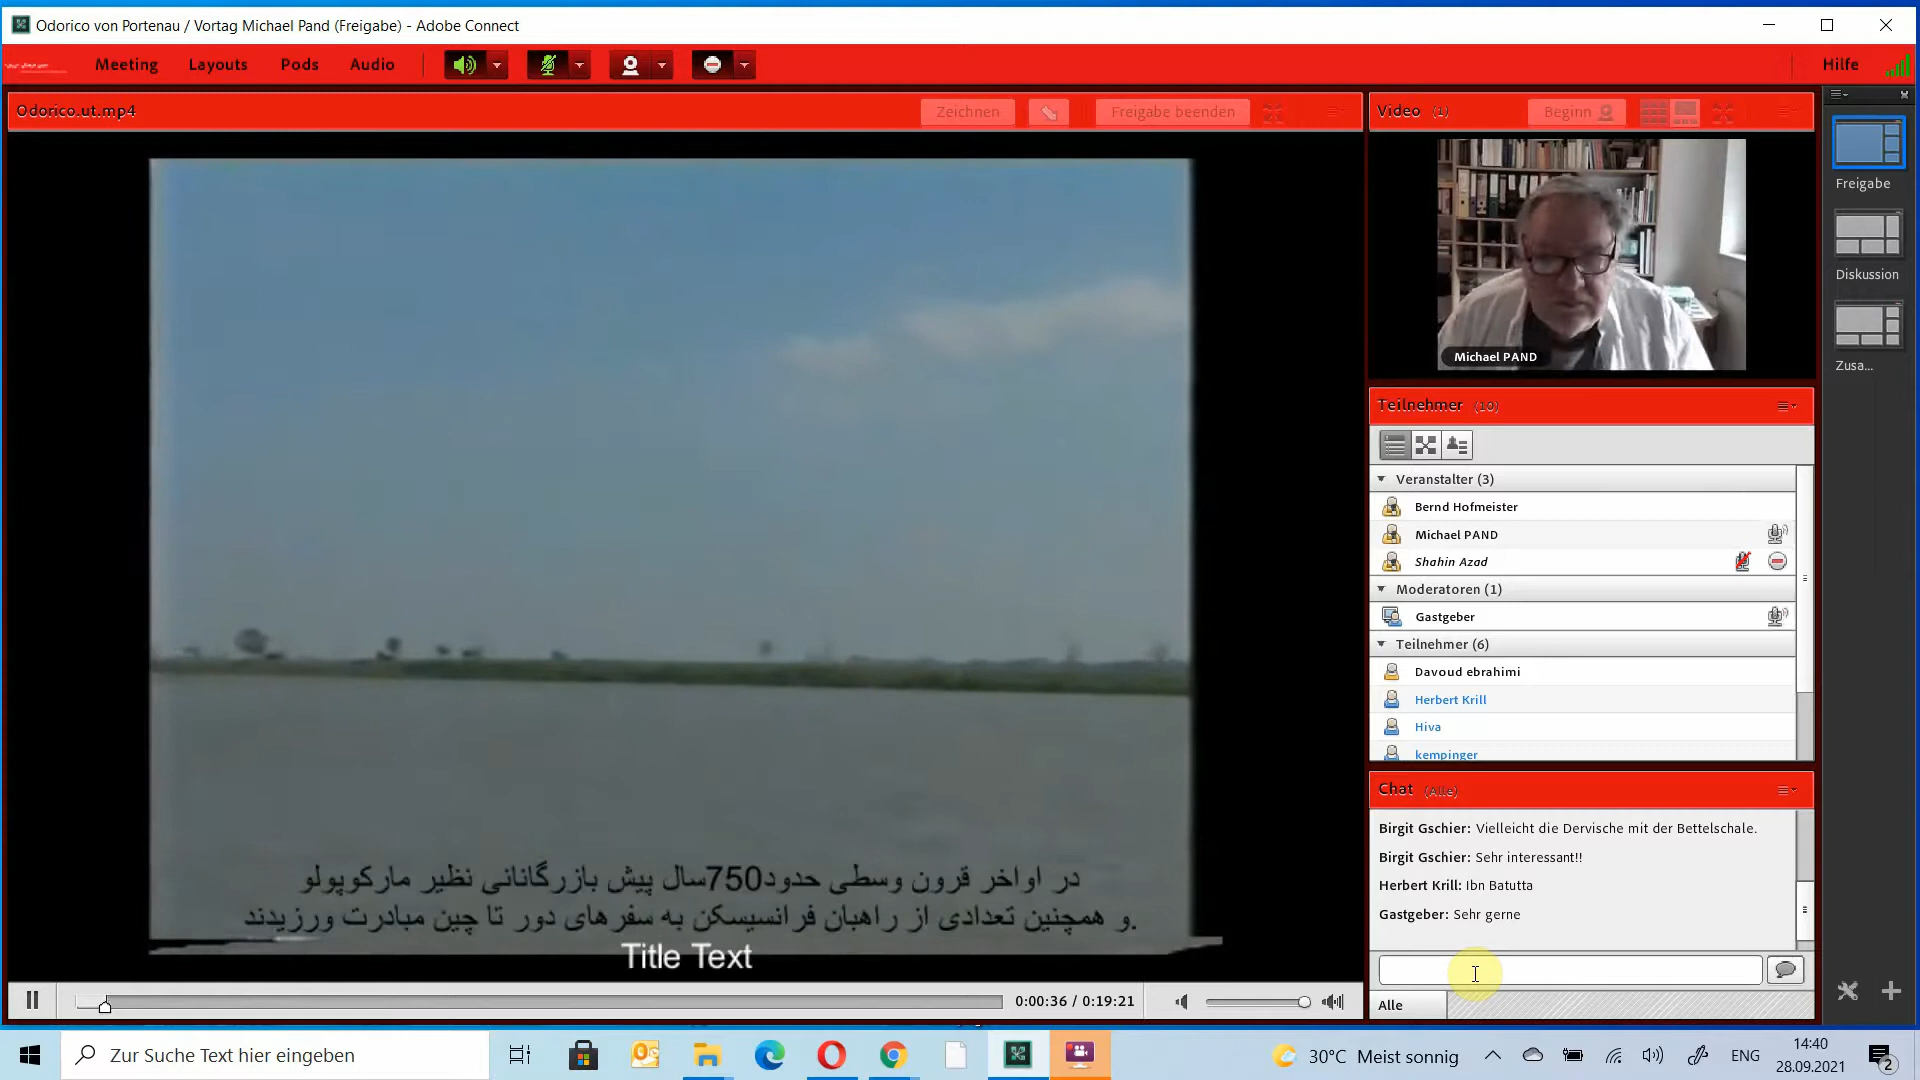 Odorico von Portenau / Vortag Michael Pand (Freigabe) - Adobe Connect
Meeting Layouts Pods Audio Hilfe
Odorico.ut.mp4 Zeichnen Freigabe beenden
Video (1) Beginn
Freigabe
Diskussion
Zusa...
Michael PAND
Teilnehmer (10)
Veranstalter (3)
Bernd Hofmeister
Michael PAND
Shahin Azad
Moderatoren (1)
Gastgeber
Teilnehmer (6)
Davoud ebrahimi
Herbert Krill
Hiva
kempinger
Chat (Alle)
Birgit Gschier: Vielleicht die Dervische mit der Bettelschale.
Birgit Gschier: Sehr interessant!!
Herbert Krill: Ibn Batutta
Gastgeber: Sehr gerne
Alle
در اواخر قرون وسطی حدود750سال پیش بازرگانانی نظیر مارکوپولو
و همچنین تعدادی از راهبان فرانسیسکن به سفرهای دور تا چین مبادرت ورزیدند.
Title Text
0:00:36 / 0:19:21
Zur Suche Text hier eingeben
30°C Meist sonnig
ENG
14:40
28.09.2021
2